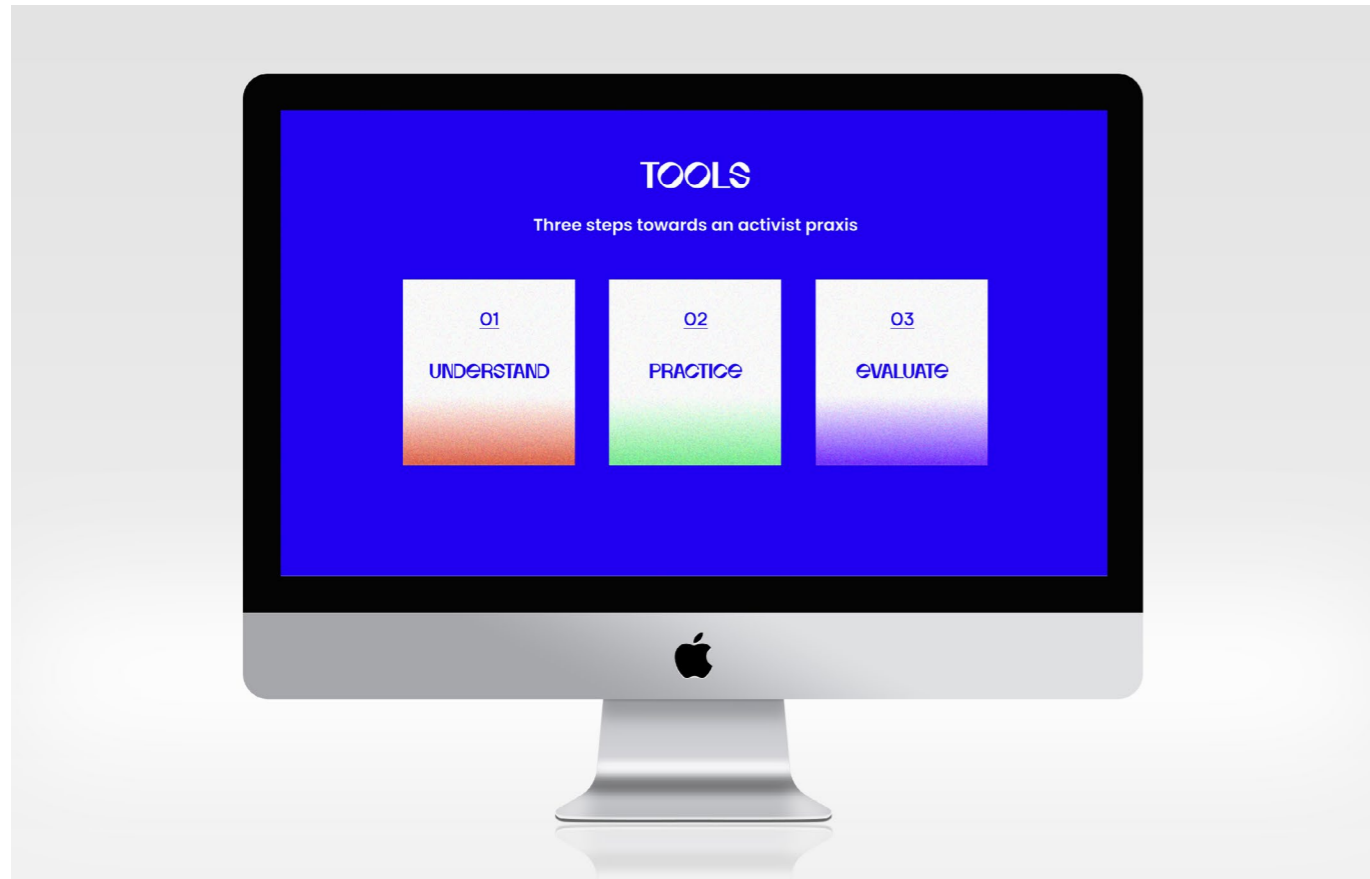 TOOLS
Three steps towards an activist praxis
01
UNDeRSTAND
02
PRACTICe
03
eVALUATe